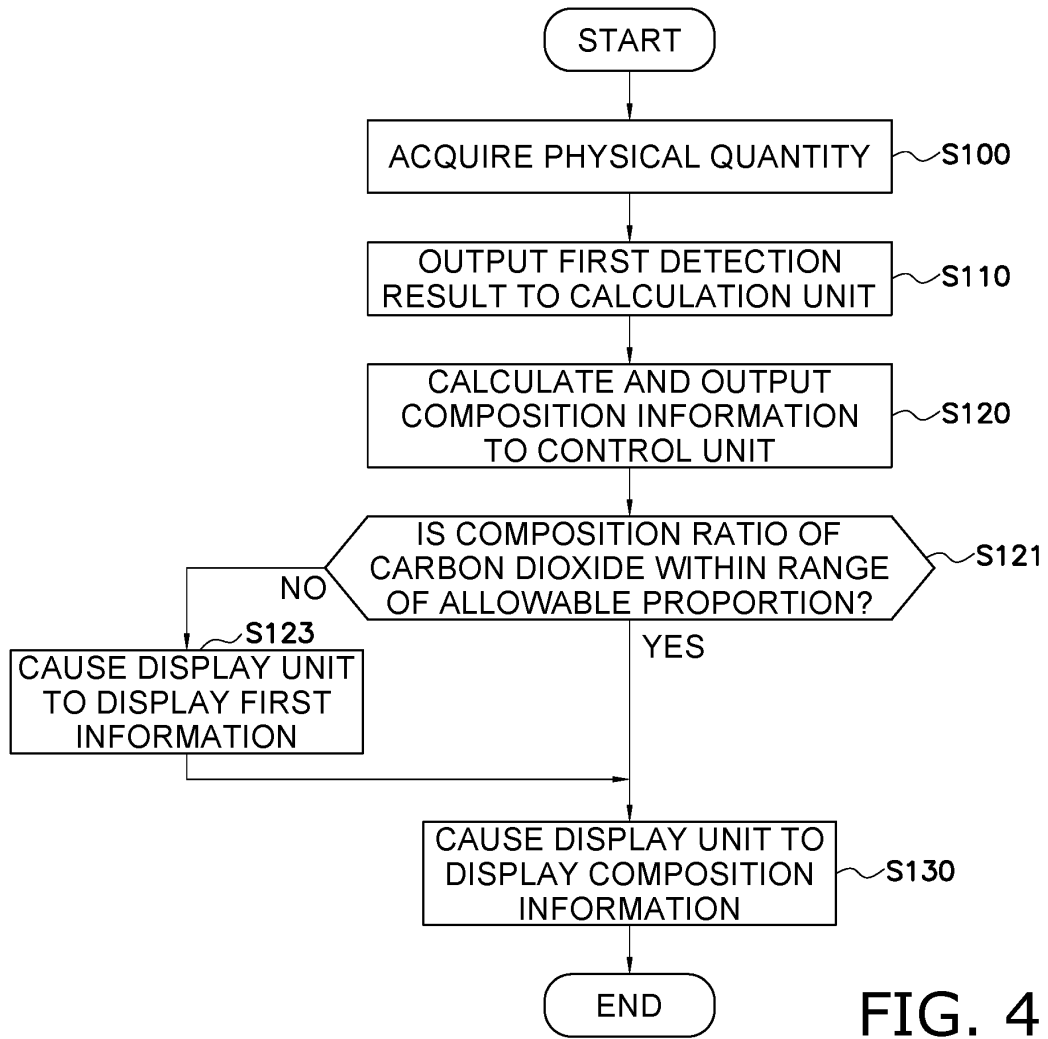 START
ACQUIRE PHYSICAL QUANTITY
S100
OUTPUT FIRST DETECTION
RESULT TO CALCULATION UNIT
S110
CALCULATE AND OUTPUT
COMPOSITION INFORMATION
TO CONTROL UNIT
S120
IS COMPOSITION RATIO OF
CARBON DIOXIDE WITHIN RANGE
OF ALLOWABLE PROPORTION?
S121
NO
YES
S123
CAUSE DISPLAY UNIT
TO DISPLAY FIRST
INFORMATION
CAUSE DISPLAY UNIT TO
DISPLAY COMPOSITION
INFORMATION
S130
END
FIG. 4